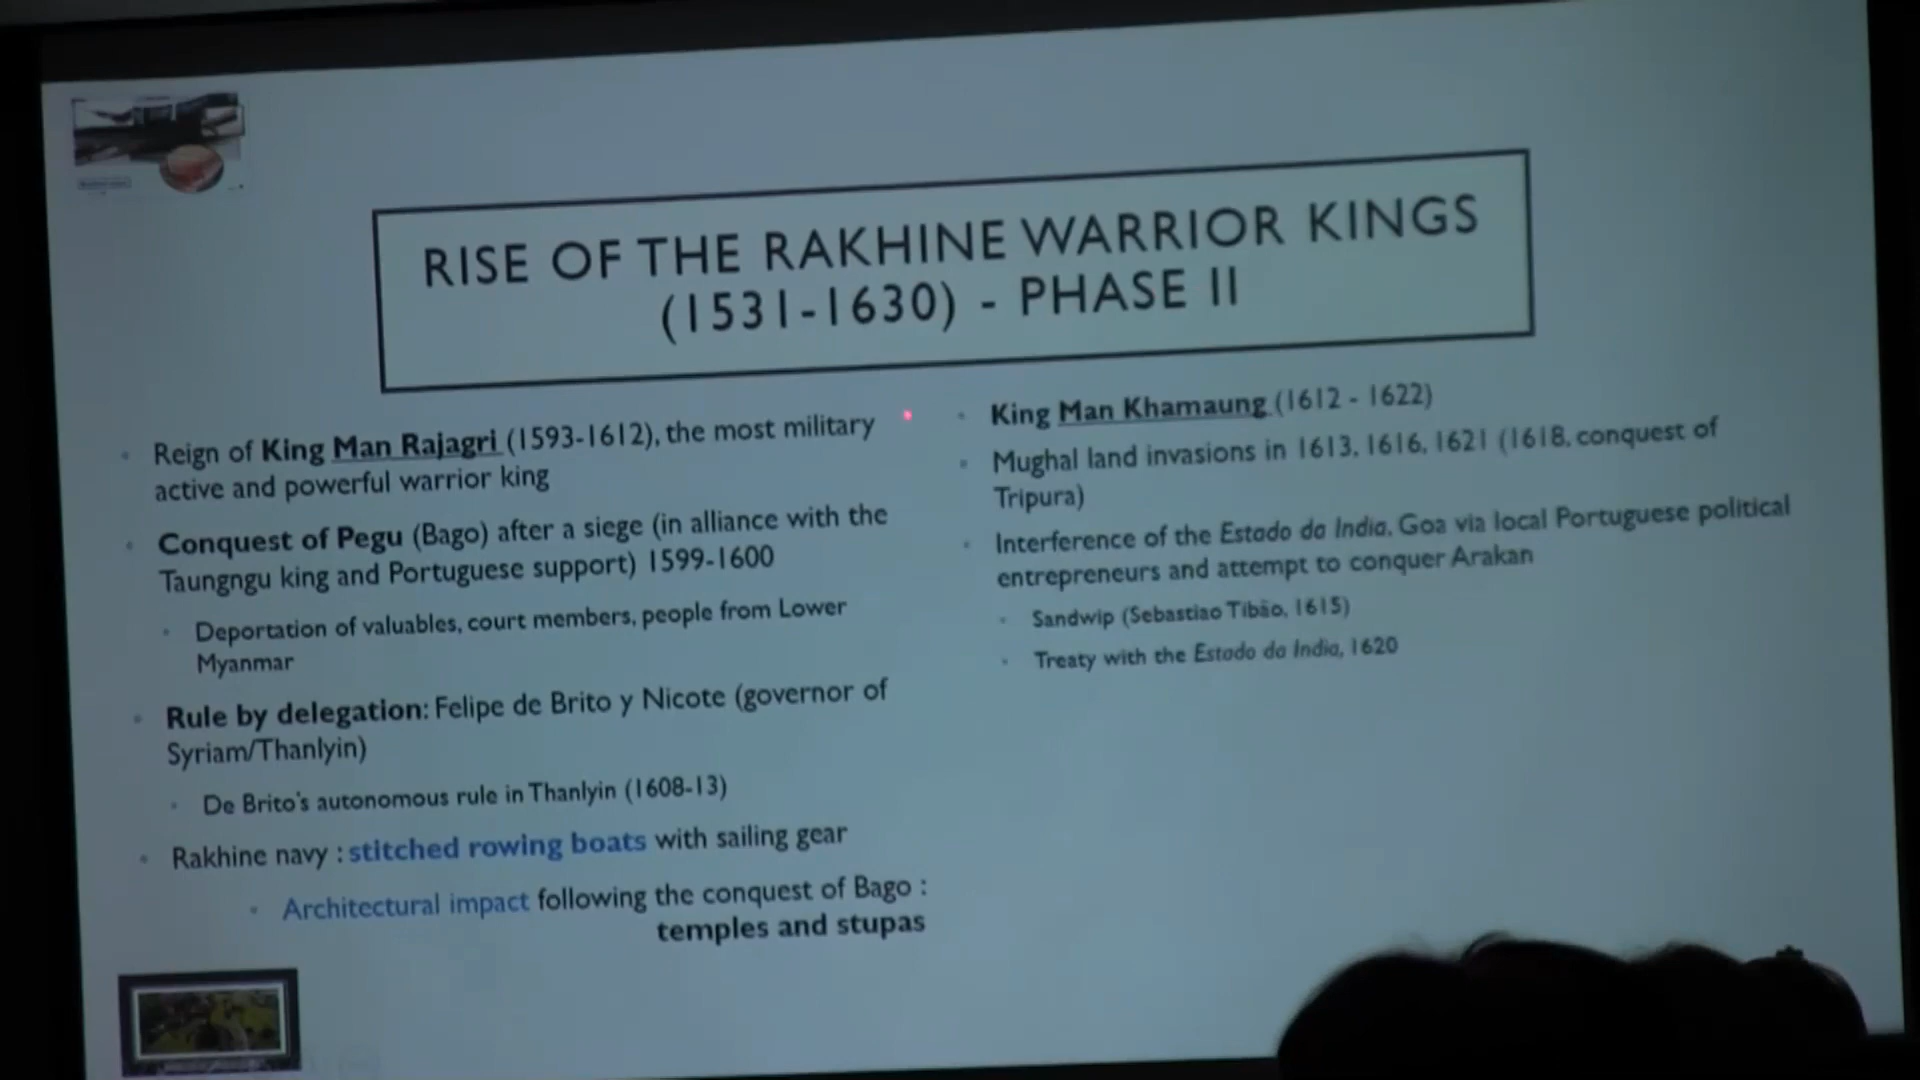 RISE OF THE RAKHINE WARRIOR KINGS
(1531-1630) - PHASE II
Reign of King Man Rajagri (1593-1612), the most military
active and powerful warrior king
Conquest of Pegu (Bago) after a siege (in alliance with the
Taungngu king and Portuguese support) 1599-1600
Deportation of valuables, court members, people from Lower
Myanmar
Rule by delegation: Felipe de Brito y Nicote (governor of
Syriam/Thanlyin)
De Brito's autonomous rule in Thanlyin (1608-13)
Rakhine navy : stitched rowing boats with sailing gear
Architectural impact following the conquest of Bago :
temples and stupas
King Man Khamaung (1612 - 1622)
Mughal land invasions in 1613, 1616, 1621 (1618, conquest of
Tripura)
Interference of the Estado da India, Goa via local Portuguese political
entrepreneurs and attempt to conquer Arakan
Sandwip (Sebastiao Tibão, 1615)
Treaty with the Estado da India, 1620